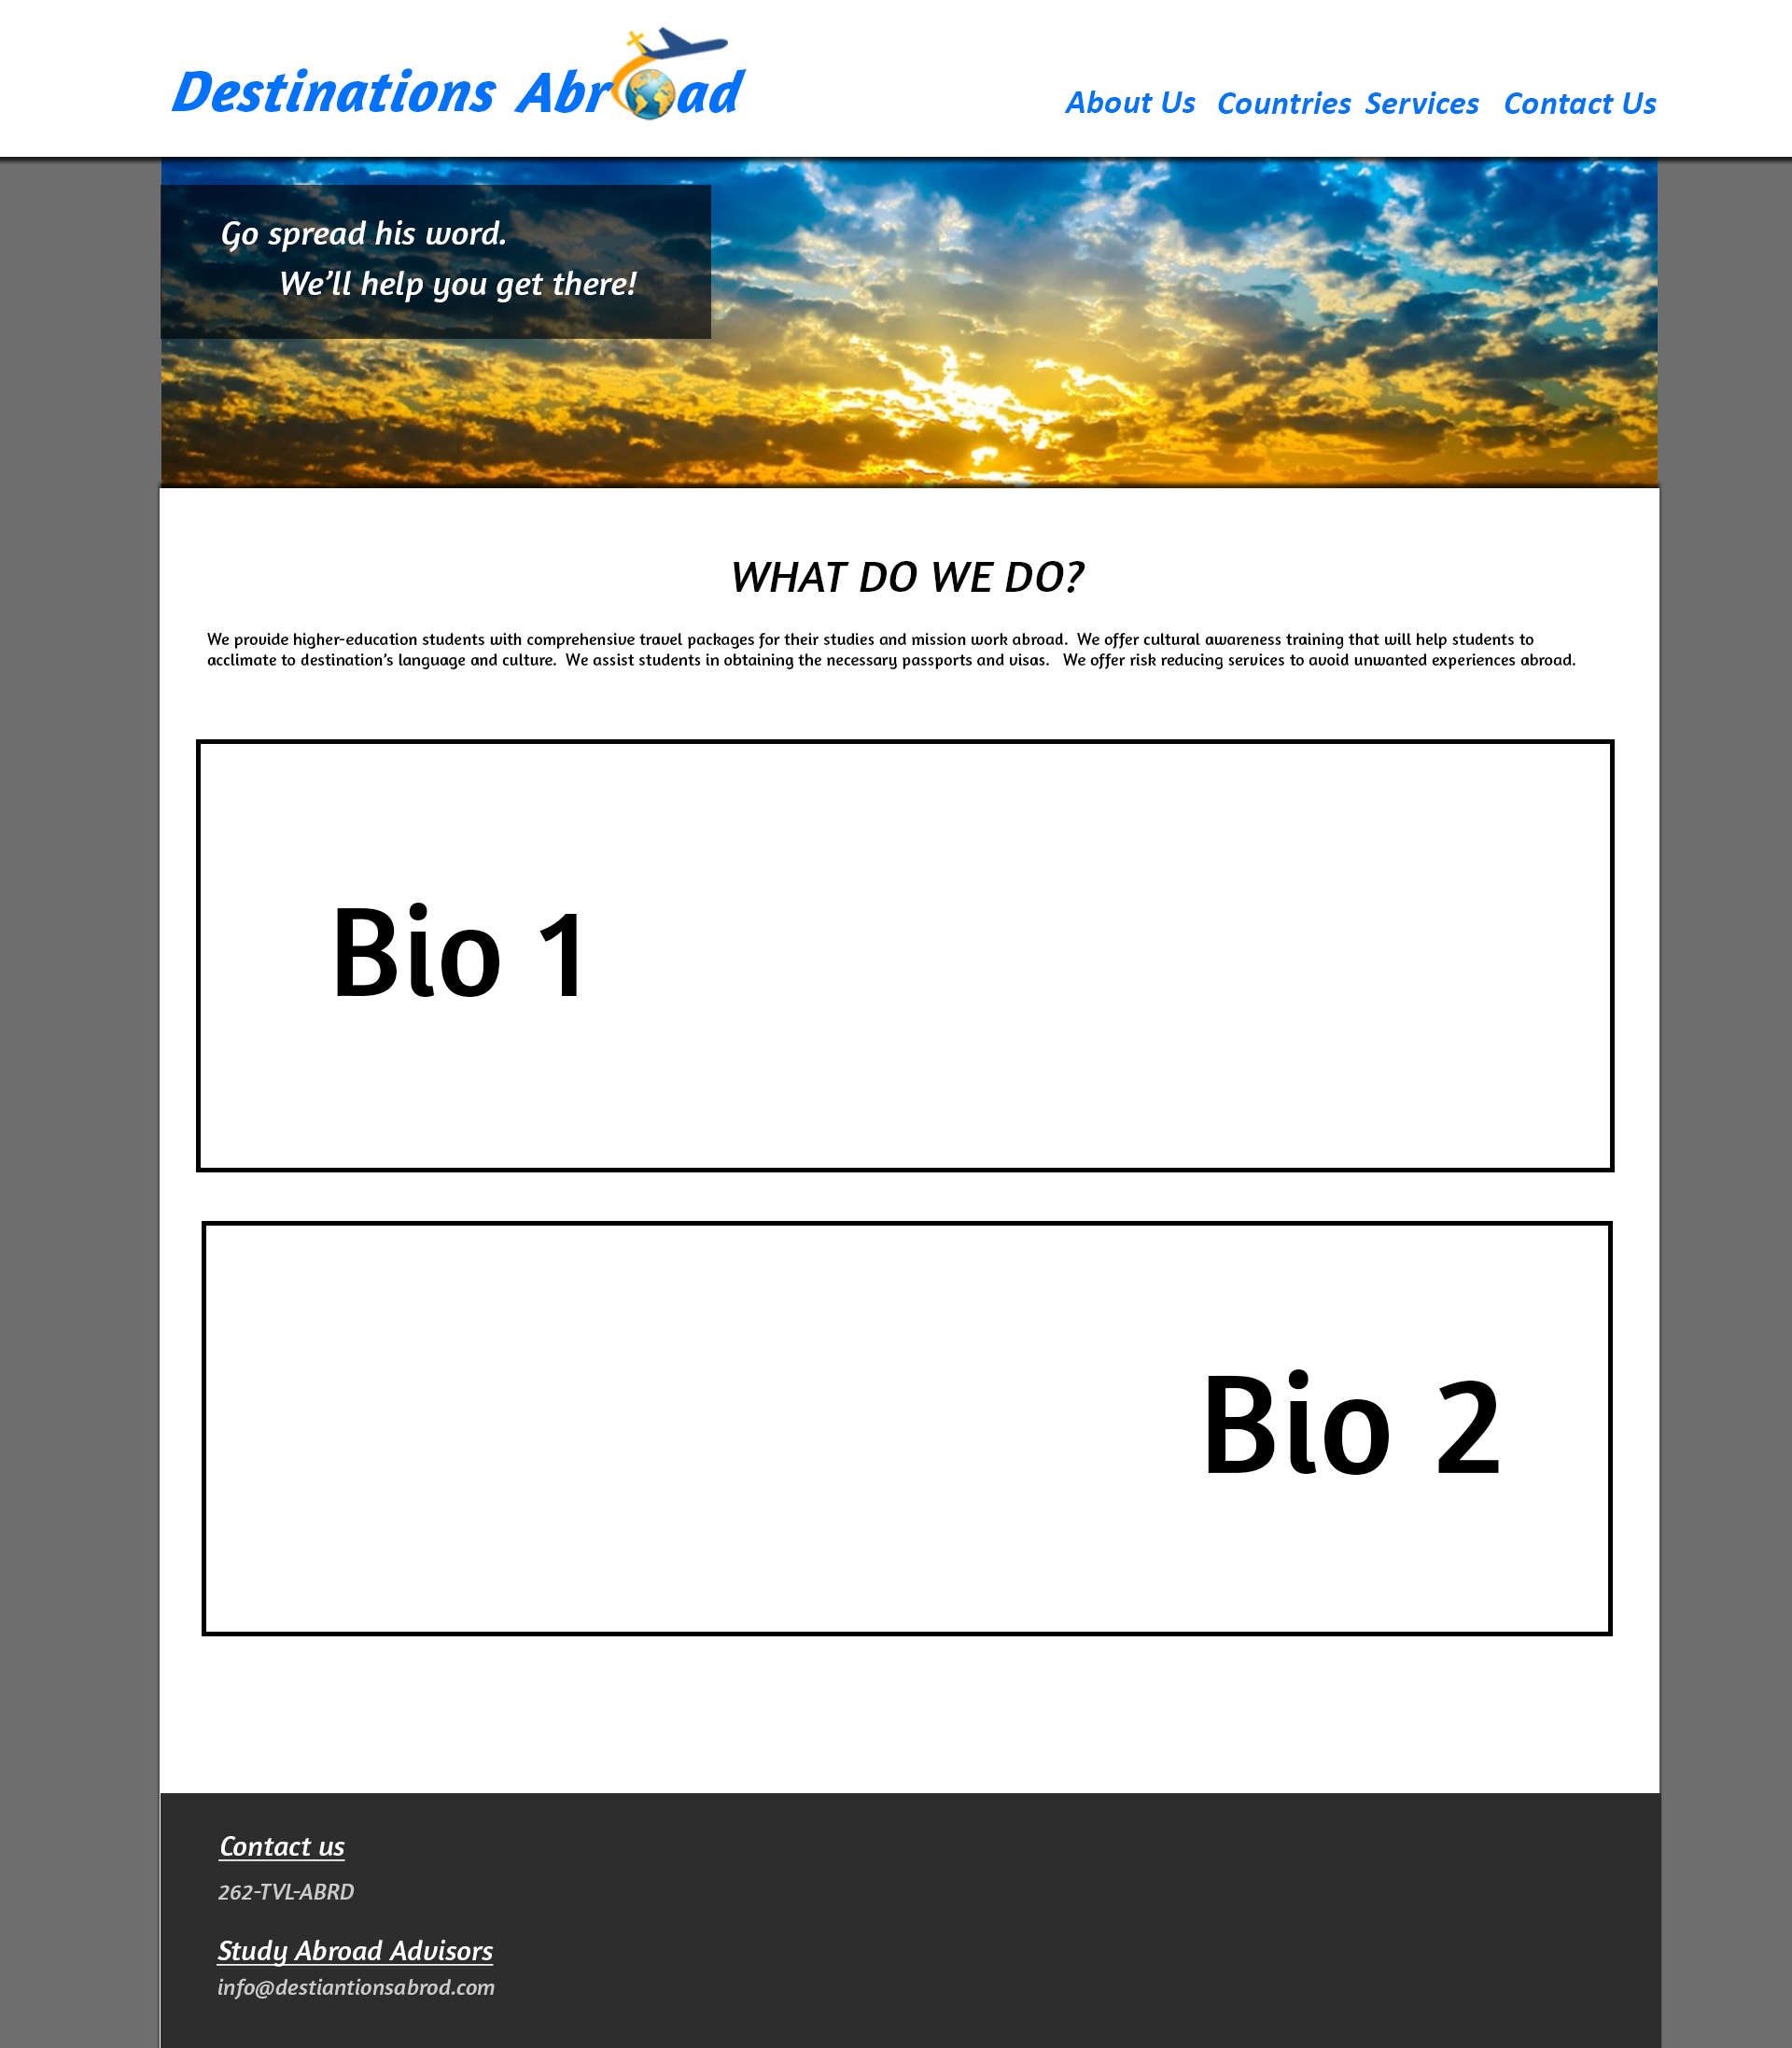 Destinations Abroad
About Us Countries Services Contact Us
Go spread his word.
We’ll help you get there!
WHAT DO WE DO?
We provide higher-education students with comprehensive travel packages for their studies and mission work abroad. We offer cultural awareness training that will help students to
acclimate to destination’s language and culture. We assist students in obtaining the necessary passports and visas. We offer risk reducing services to avoid unwanted experiences abroad.
Bio 1
Bio 2
Contact us
262-TVL-ABRD
Study Abroad Advisors
info@destiantionsabrod.com